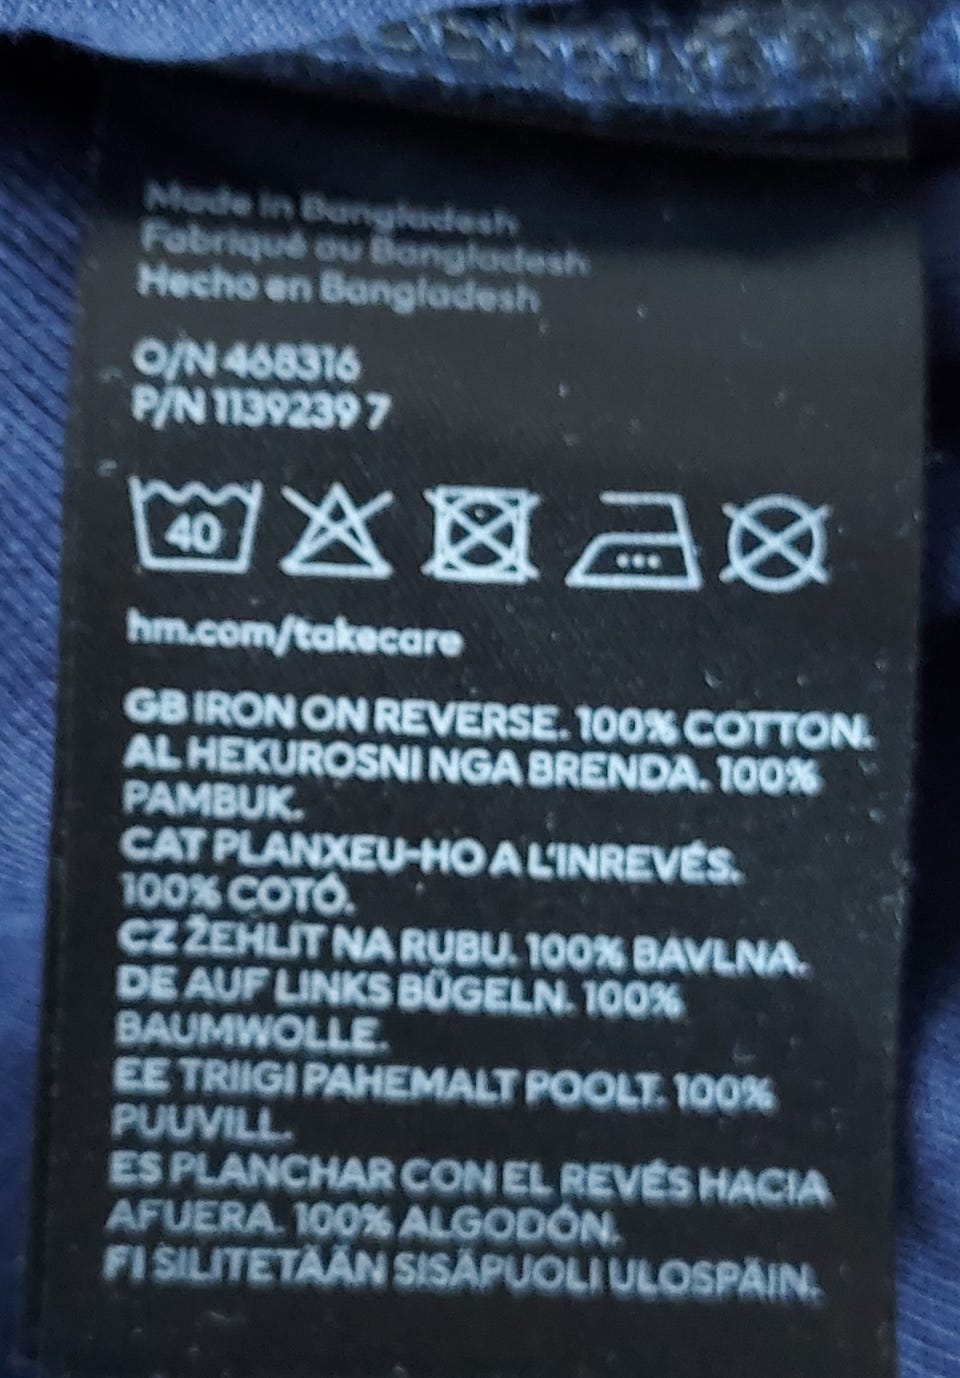 Made in Bangladesh
Fabriqué au Bangladesh
Hecho en Bangladesh
O/N 468316
P/N 1139239 7
40
hm.com/takecare
GB IRON ON REVERSE. 100% COTTON.
AL HEKUROSNI NGA BRENDA. 100%
PAMBUK.
CAT PLANXEU-HO A L'INREVÉS.
100% COTÓ.
CZ ŽEHLIT NA RUBU. 100% BAVLNA.
DE AUF LINKS BÜGELN. 100%
BAUMWOLLE.
EE TRIIGI PAHEMALT POOLT. 100%
PUUVILL.
ES PLANCHAR CON EL REVÉS HACIA
AFUERA. 100% ALGODÓN.
FI SILITETÄÄN SISÄPUOLI ULOSPÄIN.